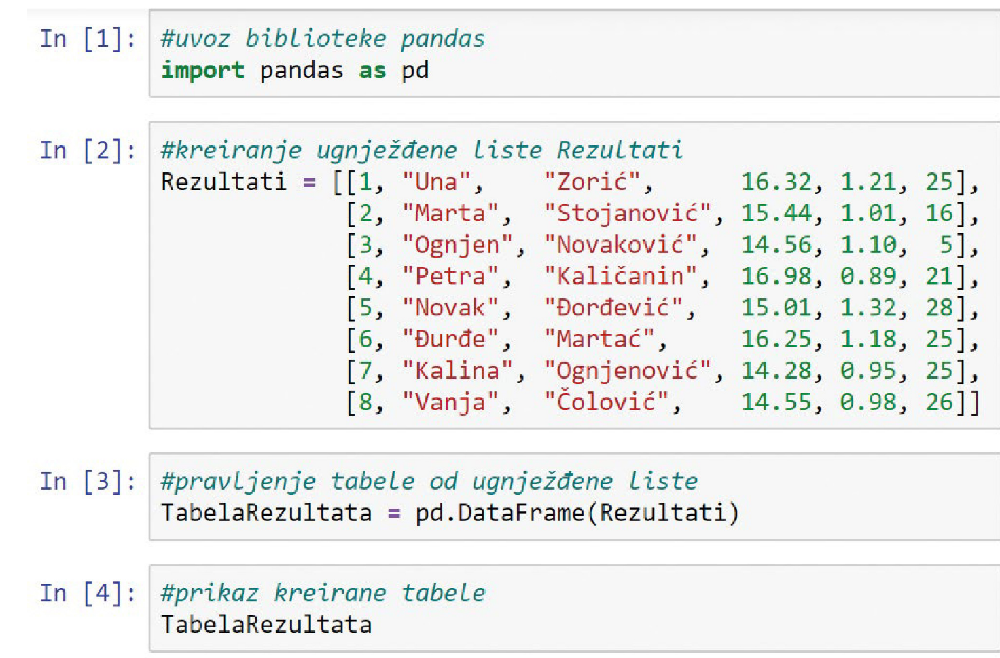 In [1]: #uvoz biblioteke pandas
import pandas as pd
In [2]: #kreiranje ugnježđene liste Rezultati
Rezultati = [[1, "Una",    "Zorić",      16.32, 1.21, 25],
[2, "Marta",  "Stojanović", 15.44, 1.01, 16],
[3, "Ognjen", "Novaković",  14.56, 1.10,  5],
[4, "Petra",  "Kaličanin",  16.98, 0.89, 21],
[5, "Novak",  "Đorđević",   15.01, 1.32, 28],
[6, "Đurđe",  "Martać",     16.25, 1.18, 25],
[7, "Kalina", "Ognjenović", 14.28, 0.95, 25],
[8, "Vanja",  "Čolović",    14.55, 0.98, 26]]
In [3]: #pravljenje tabele od ugnježđene liste
TabelaRezultata = pd.DataFrame(Rezultati)
In [4]: #prikaz kreirane tabele
TabelaRezultata